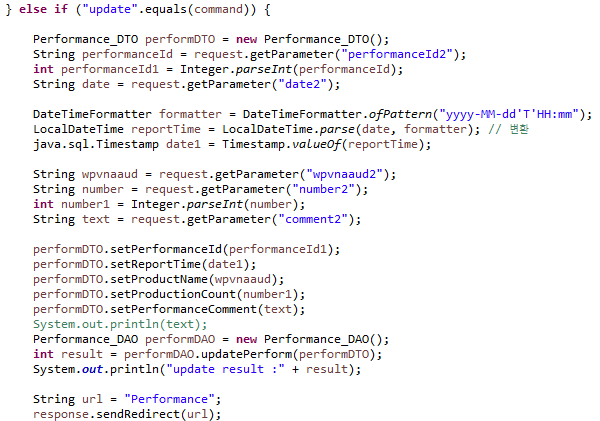 } else if ("update".equals(command)) {
Performance_DTO performDTO = new Performance_DTO();
String performanceId = request.getParameter("performanceId2");
int performanceId1 = Integer.parseInt(performanceId);
String date = request.getParameter("date2");
DateTimeFormatter formatter = DateTimeFormatter.ofPattern("yyyy-MM-dd'T'HH:mm");
LocalDateTime reportTime = LocalDateTime.parse(date, formatter); // 변환
java.sql.Timestamp date1 = Timestamp.valueOf(reportTime);
String wpvnaaud = request.getParameter("wpvnaaud2");
String number = request.getParameter("number2");
int number1 = Integer.parseInt(number);
String text = request.getParameter("comment2");
performDTO.setPerformanceId(performanceId1);
performDTO.setReportTime(date1);
performDTO.setProductName(wpvnaaud);
performDTO.setProductionCount(number1);
performDTO.setPerformanceComment(text);
System.out.println(text);
Performance_DAO performDAO = new Performance_DAO();
int result = performDAO.updatePerform(performDTO);
System.out.println("update result :" + result);
String url = "Performance";
response.sendRedirect(url);